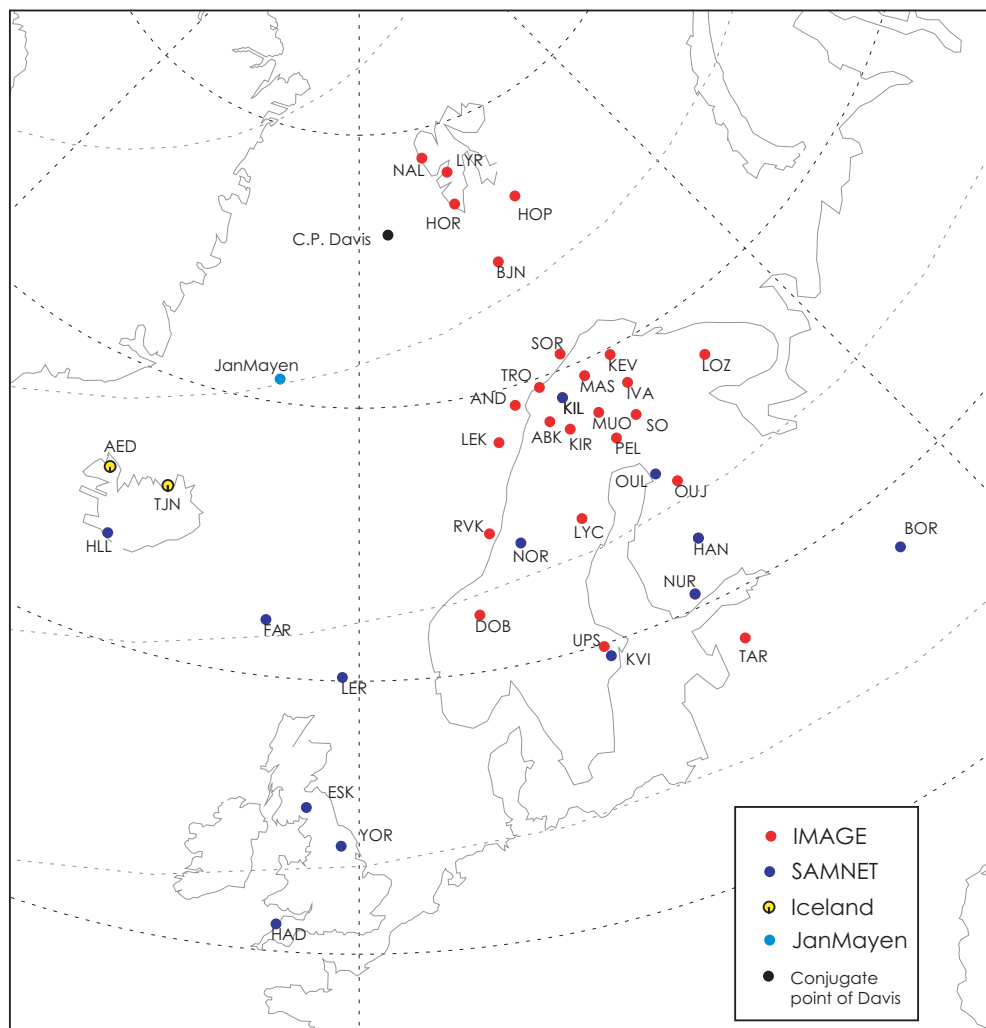 NAL
LYR
HOR
HOP
C.P. Davis
BJN
JanMayen
SOR
KEV
LOZ
TRO
MAS
IVA
AND
KIL
MUO
SO
LEK
ABK
KIR
PEL
AED
TJN
OUL
OUJ
HLL
RVK
NOR
LYC
HAN
BOR
NUR
FAR
DOB
UPS
KVI
TAR
LER
ESK
YOR
HAD
IMAGE
SAMNET
Iceland
JanMayen
Conjugate
point of Davis